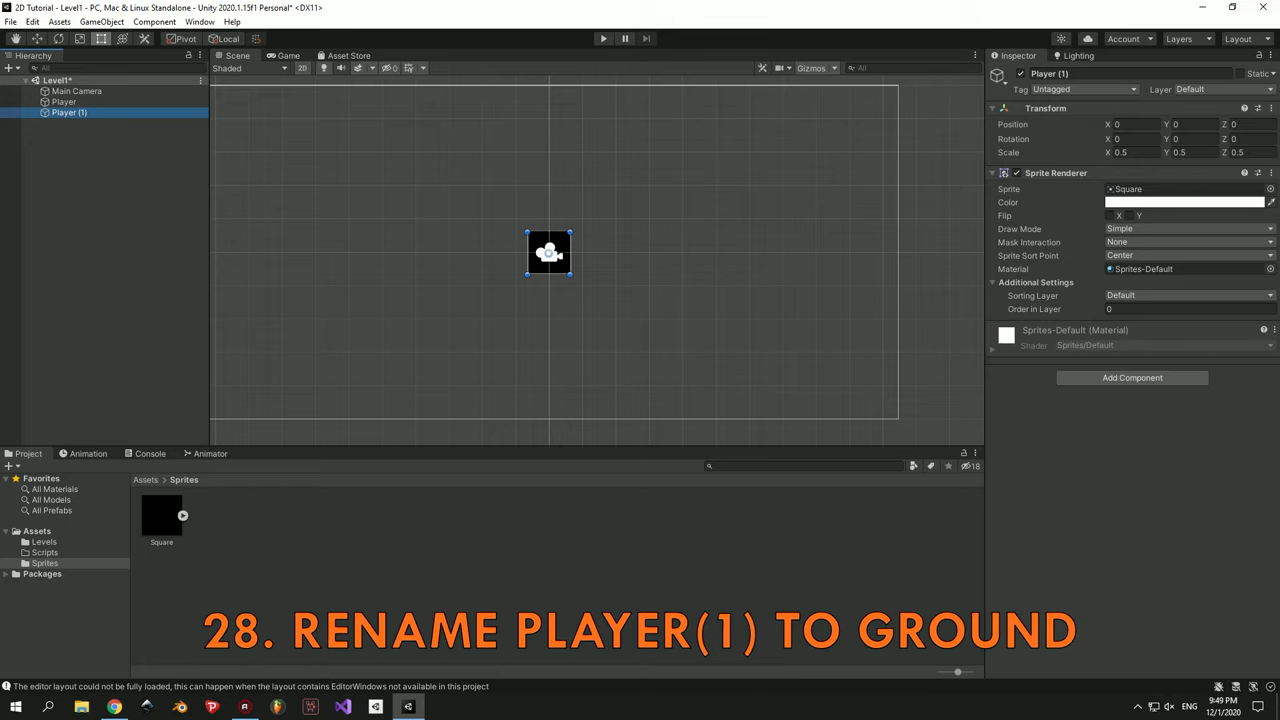 2D Tutorial - Level1 - PC, Mac & Linux Standalone - Unity 2020.1.15f1 Personal* <DX11>
File Edit Assets GameObject Component Window Help
Pivot Local Account Layers Layout
Hierarchy Scene Game Asset Store Inspector Lighting
All Shaded 2D 0 Gizmos All Player (1) Static
Level1* Tag Untagged Layer Default
Main Camera
Player
Player (1)
Transform
Position X 0 Y 0 Z 0
Rotation X 0 Y 0 Z 0
Scale X 0.5 Y 0.5 Z 0.5
Sprite Renderer
Sprite Square
Color
Flip X Y
Draw Mode Simple
Mask Interaction None
Sprite Sort Point Center
Material Sprites-Default
Additional Settings
Sorting Layer Default
Order in Layer 0
Sprites-Default (Material)
Shader Sprites/Default
Add Component
Project Animation Console Animator
18
Favorites
All Materials
All Models
All Prefabs
Assets
Levels
Scripts
Sprites
Packages
Assets > Sprites
Square
28. RENAME PLAYER(1) TO GROUND
The editor layout could not be fully loaded, this can happen when the layout contains EditorWindows not available in this project
ENG
9:49 PM
12/1/2020